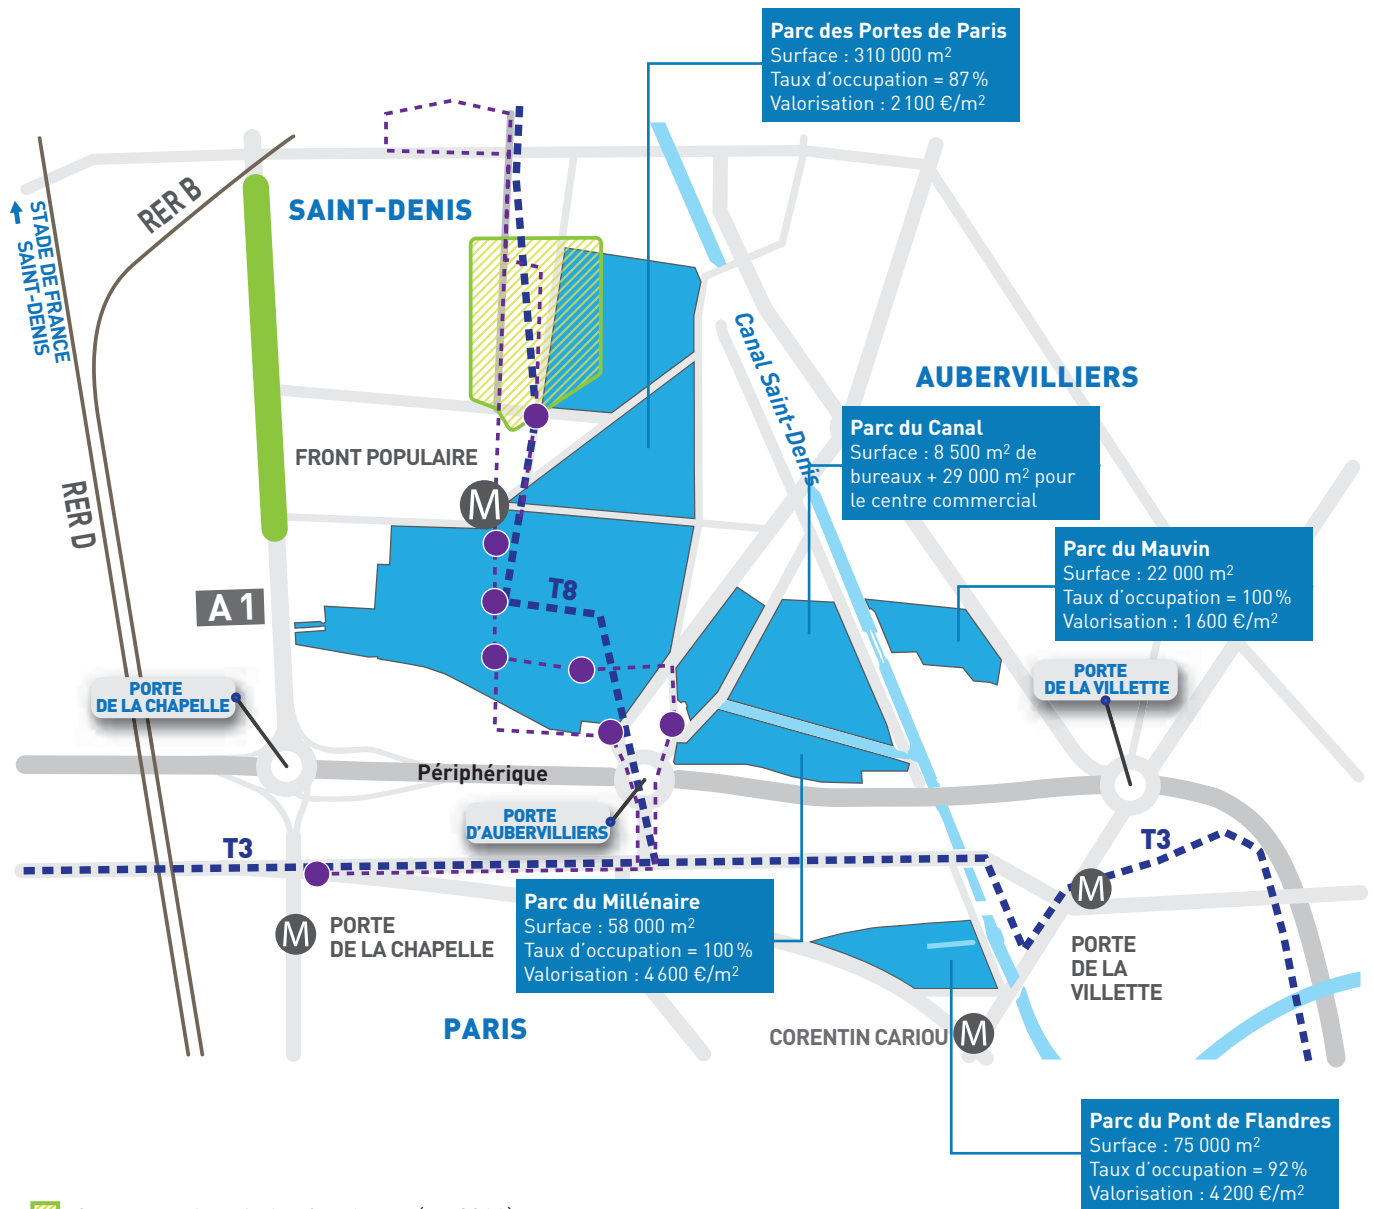 Parc des Portes de Paris
Surface : 310 000 m²
Taux d'occupation = 87%
Valorisation : 2 100 €/m²
RER B
SAINT-DENIS
STADE DE FRANCE
SAINT-DENIS
Canal Saint-Denis
AUBERVILLIERS
Parc du Canal
Surface : 8 500 m² de
bureaux + 29 000 m² pour
le centre commercial
FRONT POPULAIRE
M
RER D
Parc du Mauvin
Surface : 22 000 m²
Taux d'occupation = 100%
Valorisation : 1 600 €/m²
T8
A 1
PORTE
DE LA CHAPELLE
PORTE
DE LA VILLETTE
Périphérique
PORTE
D'AUBERVILLIERS
T3
T3
M
Parc du Millénaire
Surface : 58 000 m²
Taux d'occupation = 100%
Valorisation : 4 600 €/m²
M
PORTE
DE LA CHAPELLE
PORTE
DE LA
VILLETTE
PARIS
CORENTIN CARIOU
M
Parc du Pont de Flandres
Surface : 75 000 m²
Taux d'occupation = 92%
Valorisation : 4 200 €/m²